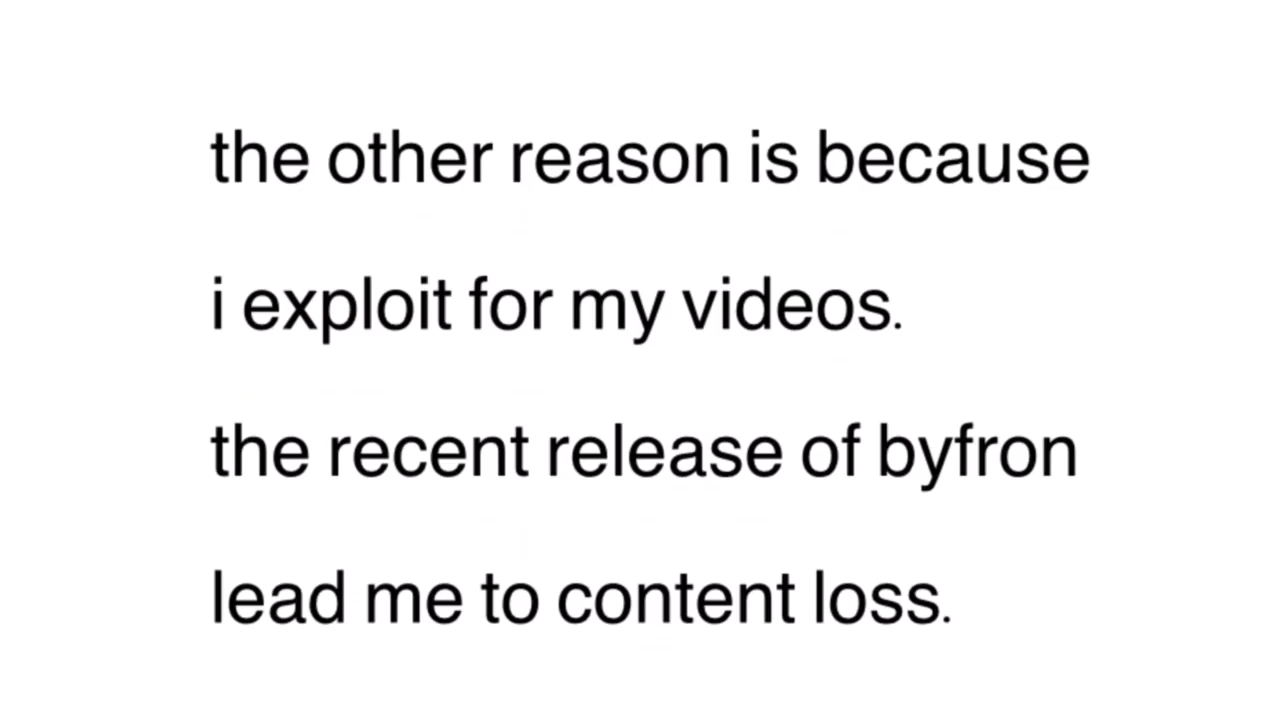 the other reason is because
i exploit for my videos.
the recent release of byfron
lead me to content loss.